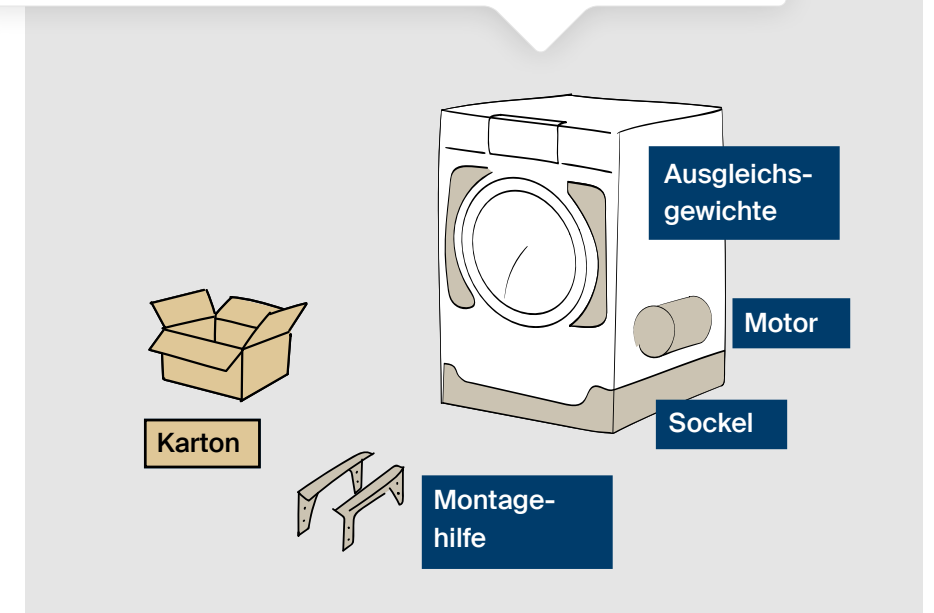 Ausgleichs-
gewichte
Motor
Sockel
Karton
Montage-
hilfe